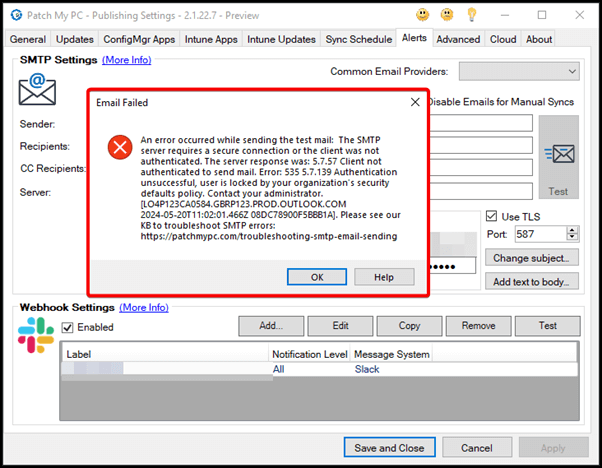 Patch My PC - Publishing Settings - 2.1.22.7 - Preview
General Updates ConfigMgr Apps Intune Apps Intune Updates Sync Schedule Alerts Advanced Cloud About
SMTP Settings (More Info)
Common Email Providers:
Disable Emails for Manual Syncs
Sender:
Recipients:
CC Recipients:
Server:
Test
Email Failed
An error occurred while sending the test mail: The SMTP
server requires a secure connection or the client was not
authenticated. The server response was: 5.7.57 Client not
authenticated to send mail. Error: 535 5.7.139 Authentication
unsuccessful, user is locked by your organization's security
defaults policy. Contact your administrator.
[LO4P123CA0584.GBRP123.PROD.OUTLOOK.COM
2024-05-20T11:02:01.466Z 08DC78900F5BBB1A]. Please see our
KB to troubleshoot SMTP errors:
https://patchmypc.com/troubleshooting-smtp-email-sending
OK Help
Use TLS
Port: 587
Change subject...
Add text to body...
Webhook Settings (More Info)
Enabled
Add... Edit Copy Remove Test
Label Notification Level Message System
All Slack
Save and Close Cancel Apply